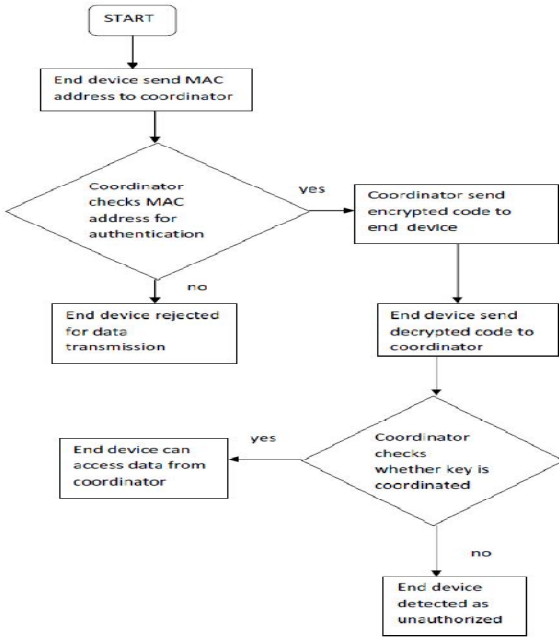 START
End device send MAC
address to coordinator
Coordinator
checks MAC
address for
authentication
yes
Coordinator send
encrypted code to
end device
no
End device rejected
for data
transmission
End device send
decrypted code to
coordinator
yes
Coordinator
checks
whether key is
coordinated
End device can
access data from
coordinator
no
End device
detected as
unauthorized